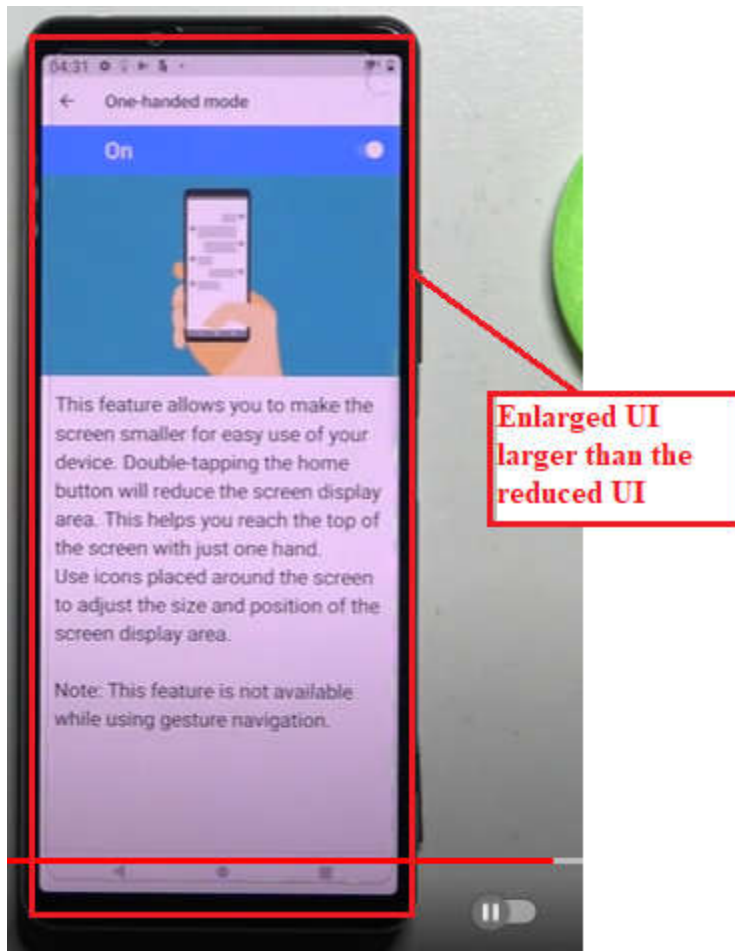 04:31
One-handed mode
On
This feature allows you to make the
screen smaller for easy use of your
device. Double-tapping the home
button will reduce the screen display
area. This helps you reach the top of
the screen with just one hand.
Use icons placed around the screen
to adjust the size and position of the
screen display area.
Note: This feature is not available
while using gesture navigation.
Enlarged UI
larger than the
reduced UI